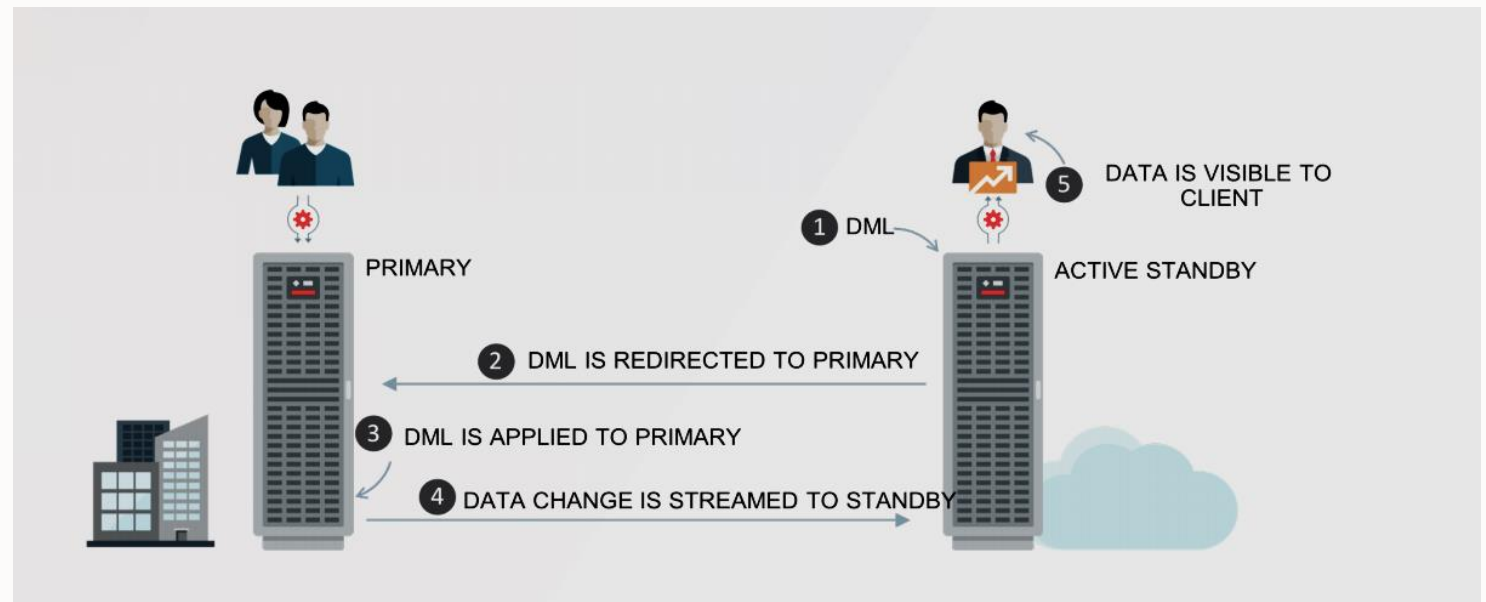 5 DATA IS VISIBLE TO
CLIENT
1 DML
PRIMARY
ACTIVE STANDBY
2 DML IS REDIRECTED TO PRIMARY
3 DML IS APPLIED TO PRIMARY
4 DATA CHANGE IS STREAMED TO STANDBY